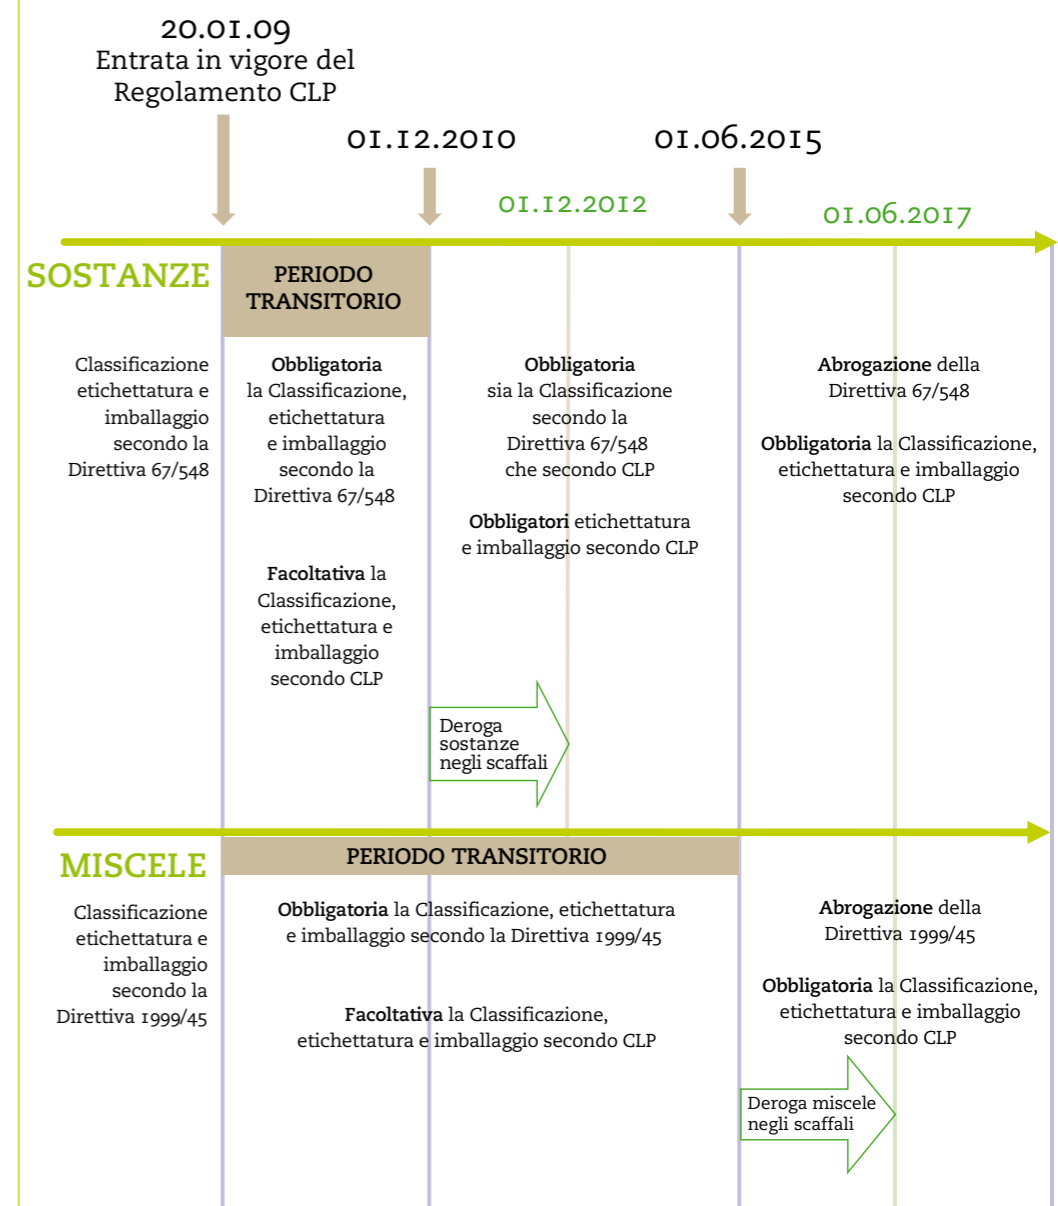 20.01.09
Entrata in vigore del
Regolamento CLP
01.12.2010
01.06.2015
01.12.2012
01.06.2017
SOSTANZE
PERIODO
TRANSITORIO
Classificazione
etichettatura e
imballaggio
secondo la
Direttiva 67/548
Obbligatoria
la Classificazione,
etichettatura
e imballaggio
secondo la
Direttiva 67/548
Facoltativa la
Classificazione,
etichettatura e
imballaggio
secondo CLP
Obbligatoria
sia la Classificazione
secondo la
Direttiva 67/548
che secondo CLP
Obbligatori etichettatura
e imballaggio secondo CLP
Abrogazione della
Direttiva 67/548
Obbligatoria la Classificazione,
etichettatura e imballaggio
secondo CLP
Deroga
sostanze
negli scaffali
MISCELE
PERIODO TRANSITORIO
Classificazione
etichettatura e
imballaggio
secondo la
Direttiva 1999/45
Obbligatoria la Classificazione, etichettatura
e imballaggio secondo la Direttiva 1999/45
Facoltativa la Classificazione,
etichettatura e imballaggio secondo CLP
Abrogazione della
Direttiva 1999/45
Obbligatoria la Classificazione,
etichettatura e imballaggio
secondo CLP
Deroga miscele
negli scaffali